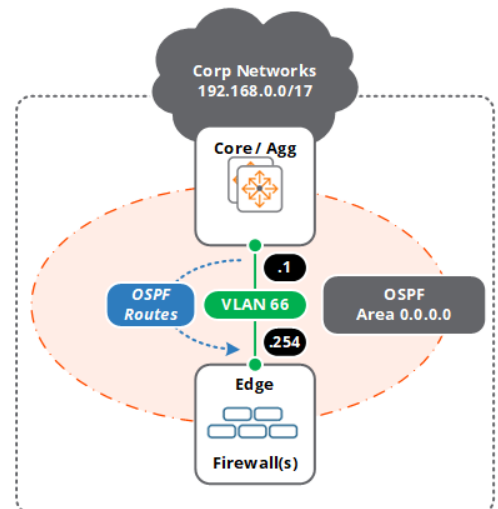 Corp Networks
192.168.0.0/17
Core / Agg
.1
OSPF
Routes
VLAN 66
OSPF
Area 0.0.0.0
.254
Edge
Firewall(s)